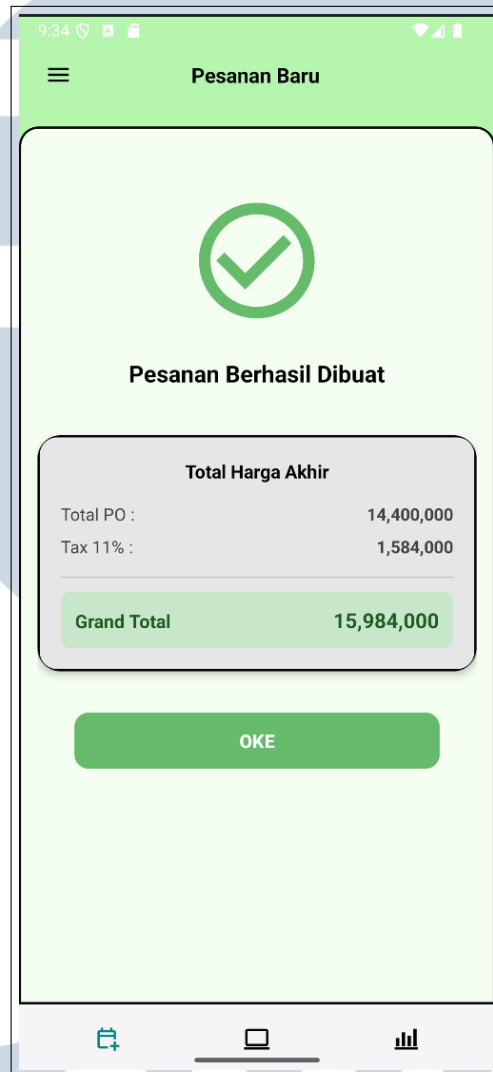 9:34
Pesanan Baru
Pesanan Berhasil Dibuat
Total Harga Akhir
Total PO : 14,400,000
Tax 11% : 1,584,000
Grand Total 15,984,000
OKE